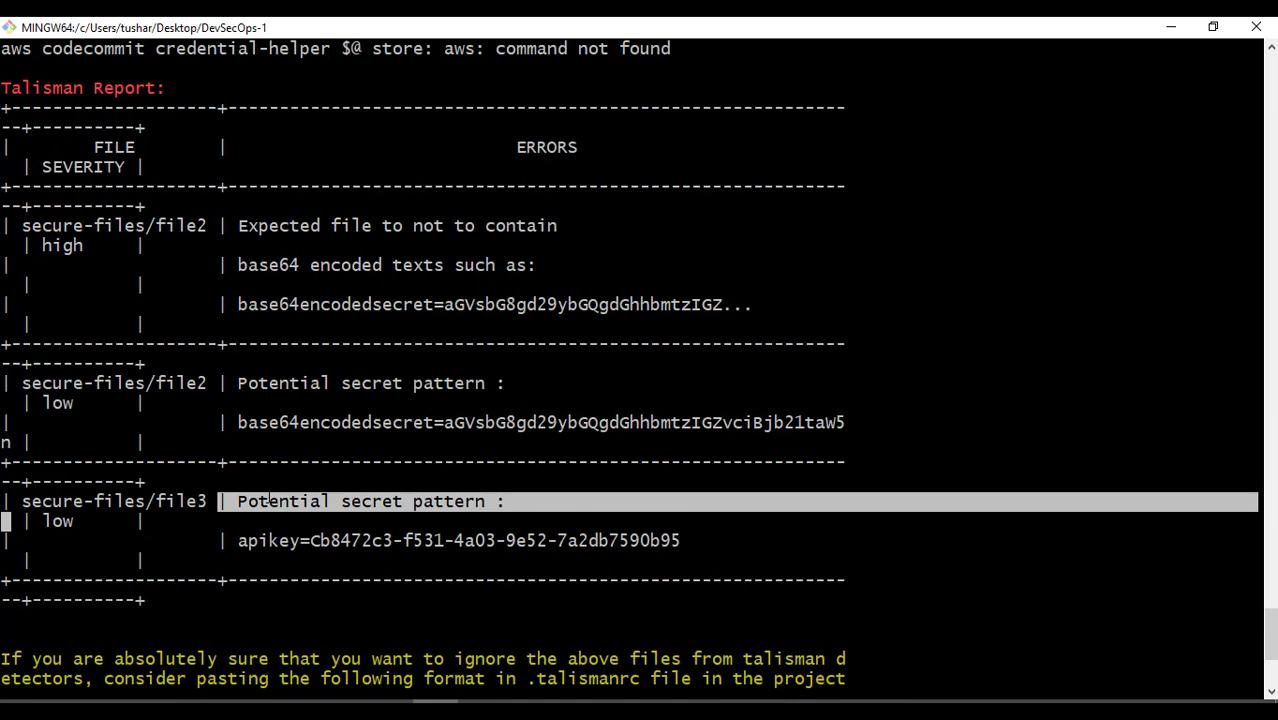 MINGW64:/c/Users/tushar/Desktop/DevSecOps-1
aws codecommit credential-helper $@ store: aws: command not found
Talisman Report:
+---------------------+------------------------------------------------------------
--+----------+
|        FILE         |                            ERRORS
  | SEVERITY |
+---------------------+------------------------------------------------------------
--+----------+
| secure-files/file2 | Expected file to not to contain
  | high     |
|                     | base64 encoded texts such as:
  |          |
|                     | base64encodedsecret=aGVsbG8gd29ybGQgdGhhbmtzIGZ...
  |          |
+---------------------+------------------------------------------------------------
--+----------+
| secure-files/file2 | Potential secret pattern :
  | low      |
|                     | base64encodedsecret=aGVsbG8gd29ybGQgdGhhbmtzIGZvciBjb21taW5
n |          |
+---------------------+------------------------------------------------------------
--+----------+
| secure-files/file3 | Potential secret pattern :
  | low      |
|                     | apikey=Cb8472c3-f531-4a03-9e52-7a2db7590b95
  |          |
+---------------------+------------------------------------------------------------
--+----------+
If you are absolutely sure that you want to ignore the above files from talisman d
etectors, consider pasting the following format in .talismanrc file in the project